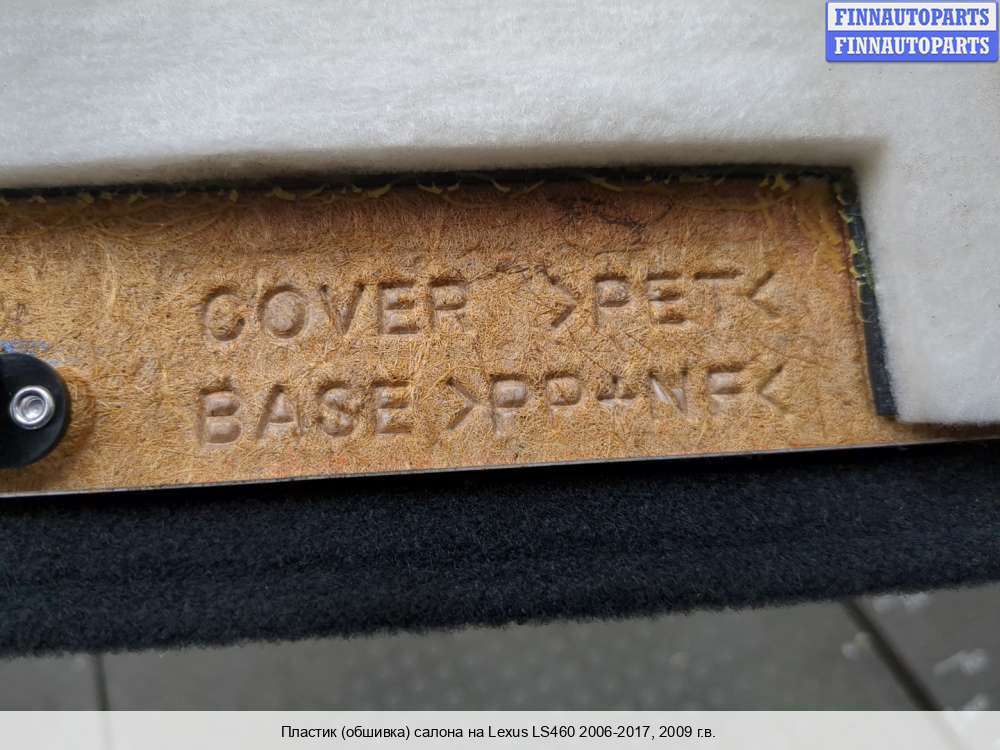 FINNAUTOPARTS
FINNAUTOPARTS
COVER >PET<
BASE >PP+NF<
Пластик (обшивка) салона на Lexus LS460 2006-2017, 2009 г.в.